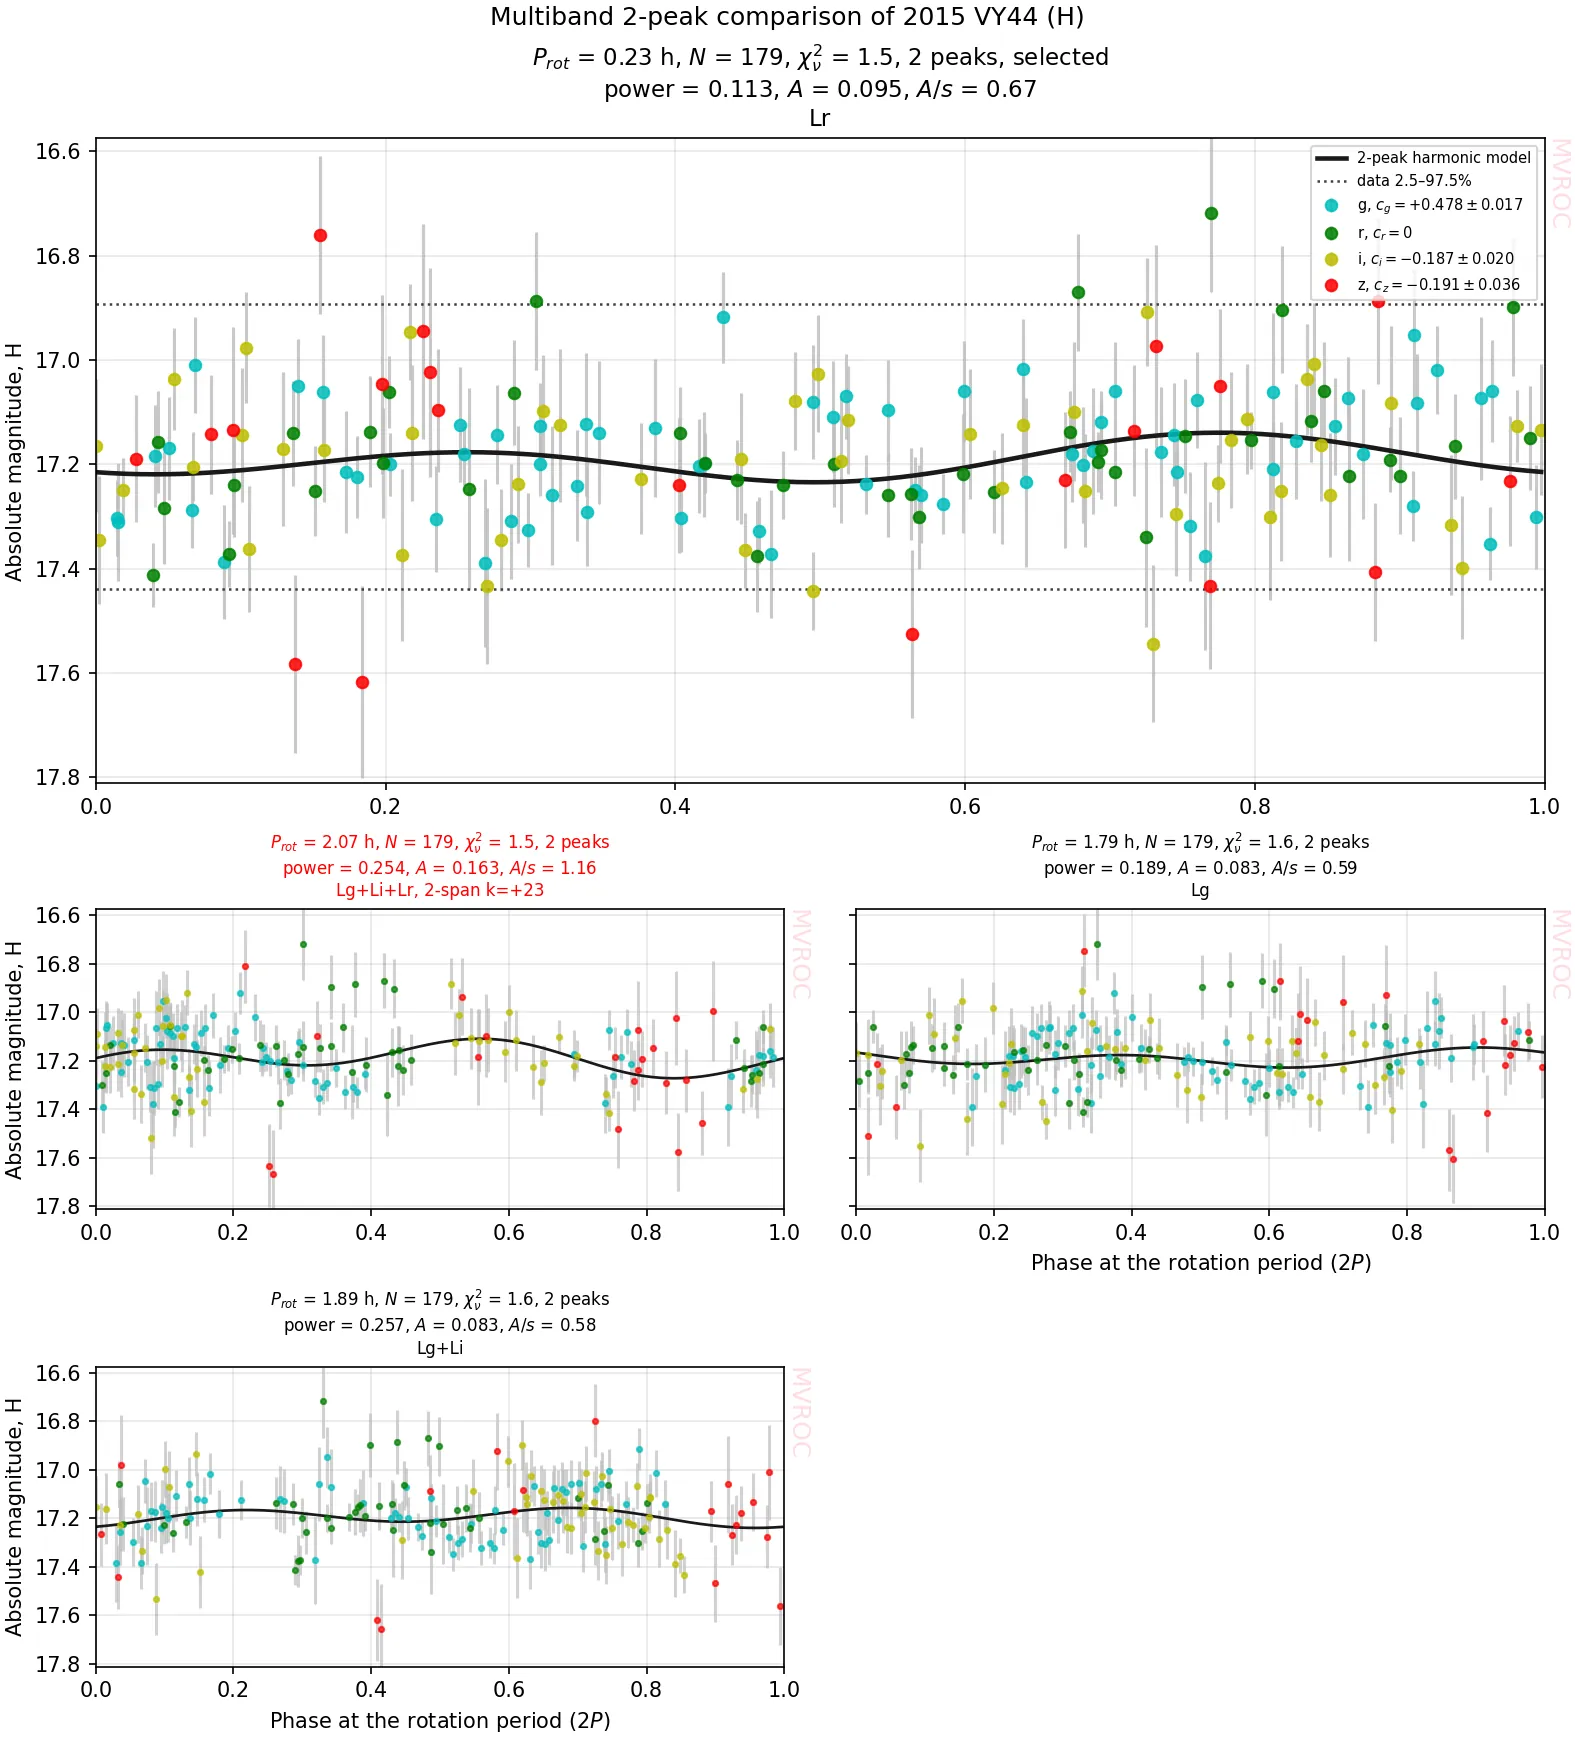 Multiband 2-peak comparison of 2015 VY44 (H)
P_rot = 0.23 h, N = 179, χ²_ν = 1.5, 2 peaks, selected
power = 0.113, A = 0.095, A/s = 0.67
Lr
2-peak harmonic model
data 2.5–97.5%
g, c_g = +0.478 ± 0.017
r, c_r = 0
i, c_i = −0.187 ± 0.020
z, c_z = −0.191 ± 0.036
MVROC
Absolute magnitude, H
16.6
16.8
17.0
17.2
17.4
17.6
17.8
0.0 0.2 0.4 0.6 0.8 1.0
P_rot = 2.07 h, N = 179, χ²_ν = 1.5, 2 peaks
power = 0.254, A = 0.163, A/s = 1.16
Lg+Li+Lr, 2-span k=+23
MVROC
Absolute magnitude, H
16.6
16.8
17.0
17.2
17.4
17.6
17.8
0.0 0.2 0.4 0.6 0.8 1.0
P_rot = 1.79 h, N = 179, χ²_ν = 1.6, 2 peaks
power = 0.189, A = 0.083, A/s = 0.59
Lg
MVROC
0.0 0.2 0.4 0.6 0.8 1.0
Phase at the rotation period (2P)
P_rot = 1.89 h, N = 179, χ²_ν = 1.6, 2 peaks
power = 0.257, A = 0.083, A/s = 0.58
Lg+Li
MVROC
Absolute magnitude, H
16.6
16.8
17.0
17.2
17.4
17.6
17.8
0.0 0.2 0.4 0.6 0.8 1.0
Phase at the rotation period (2P)